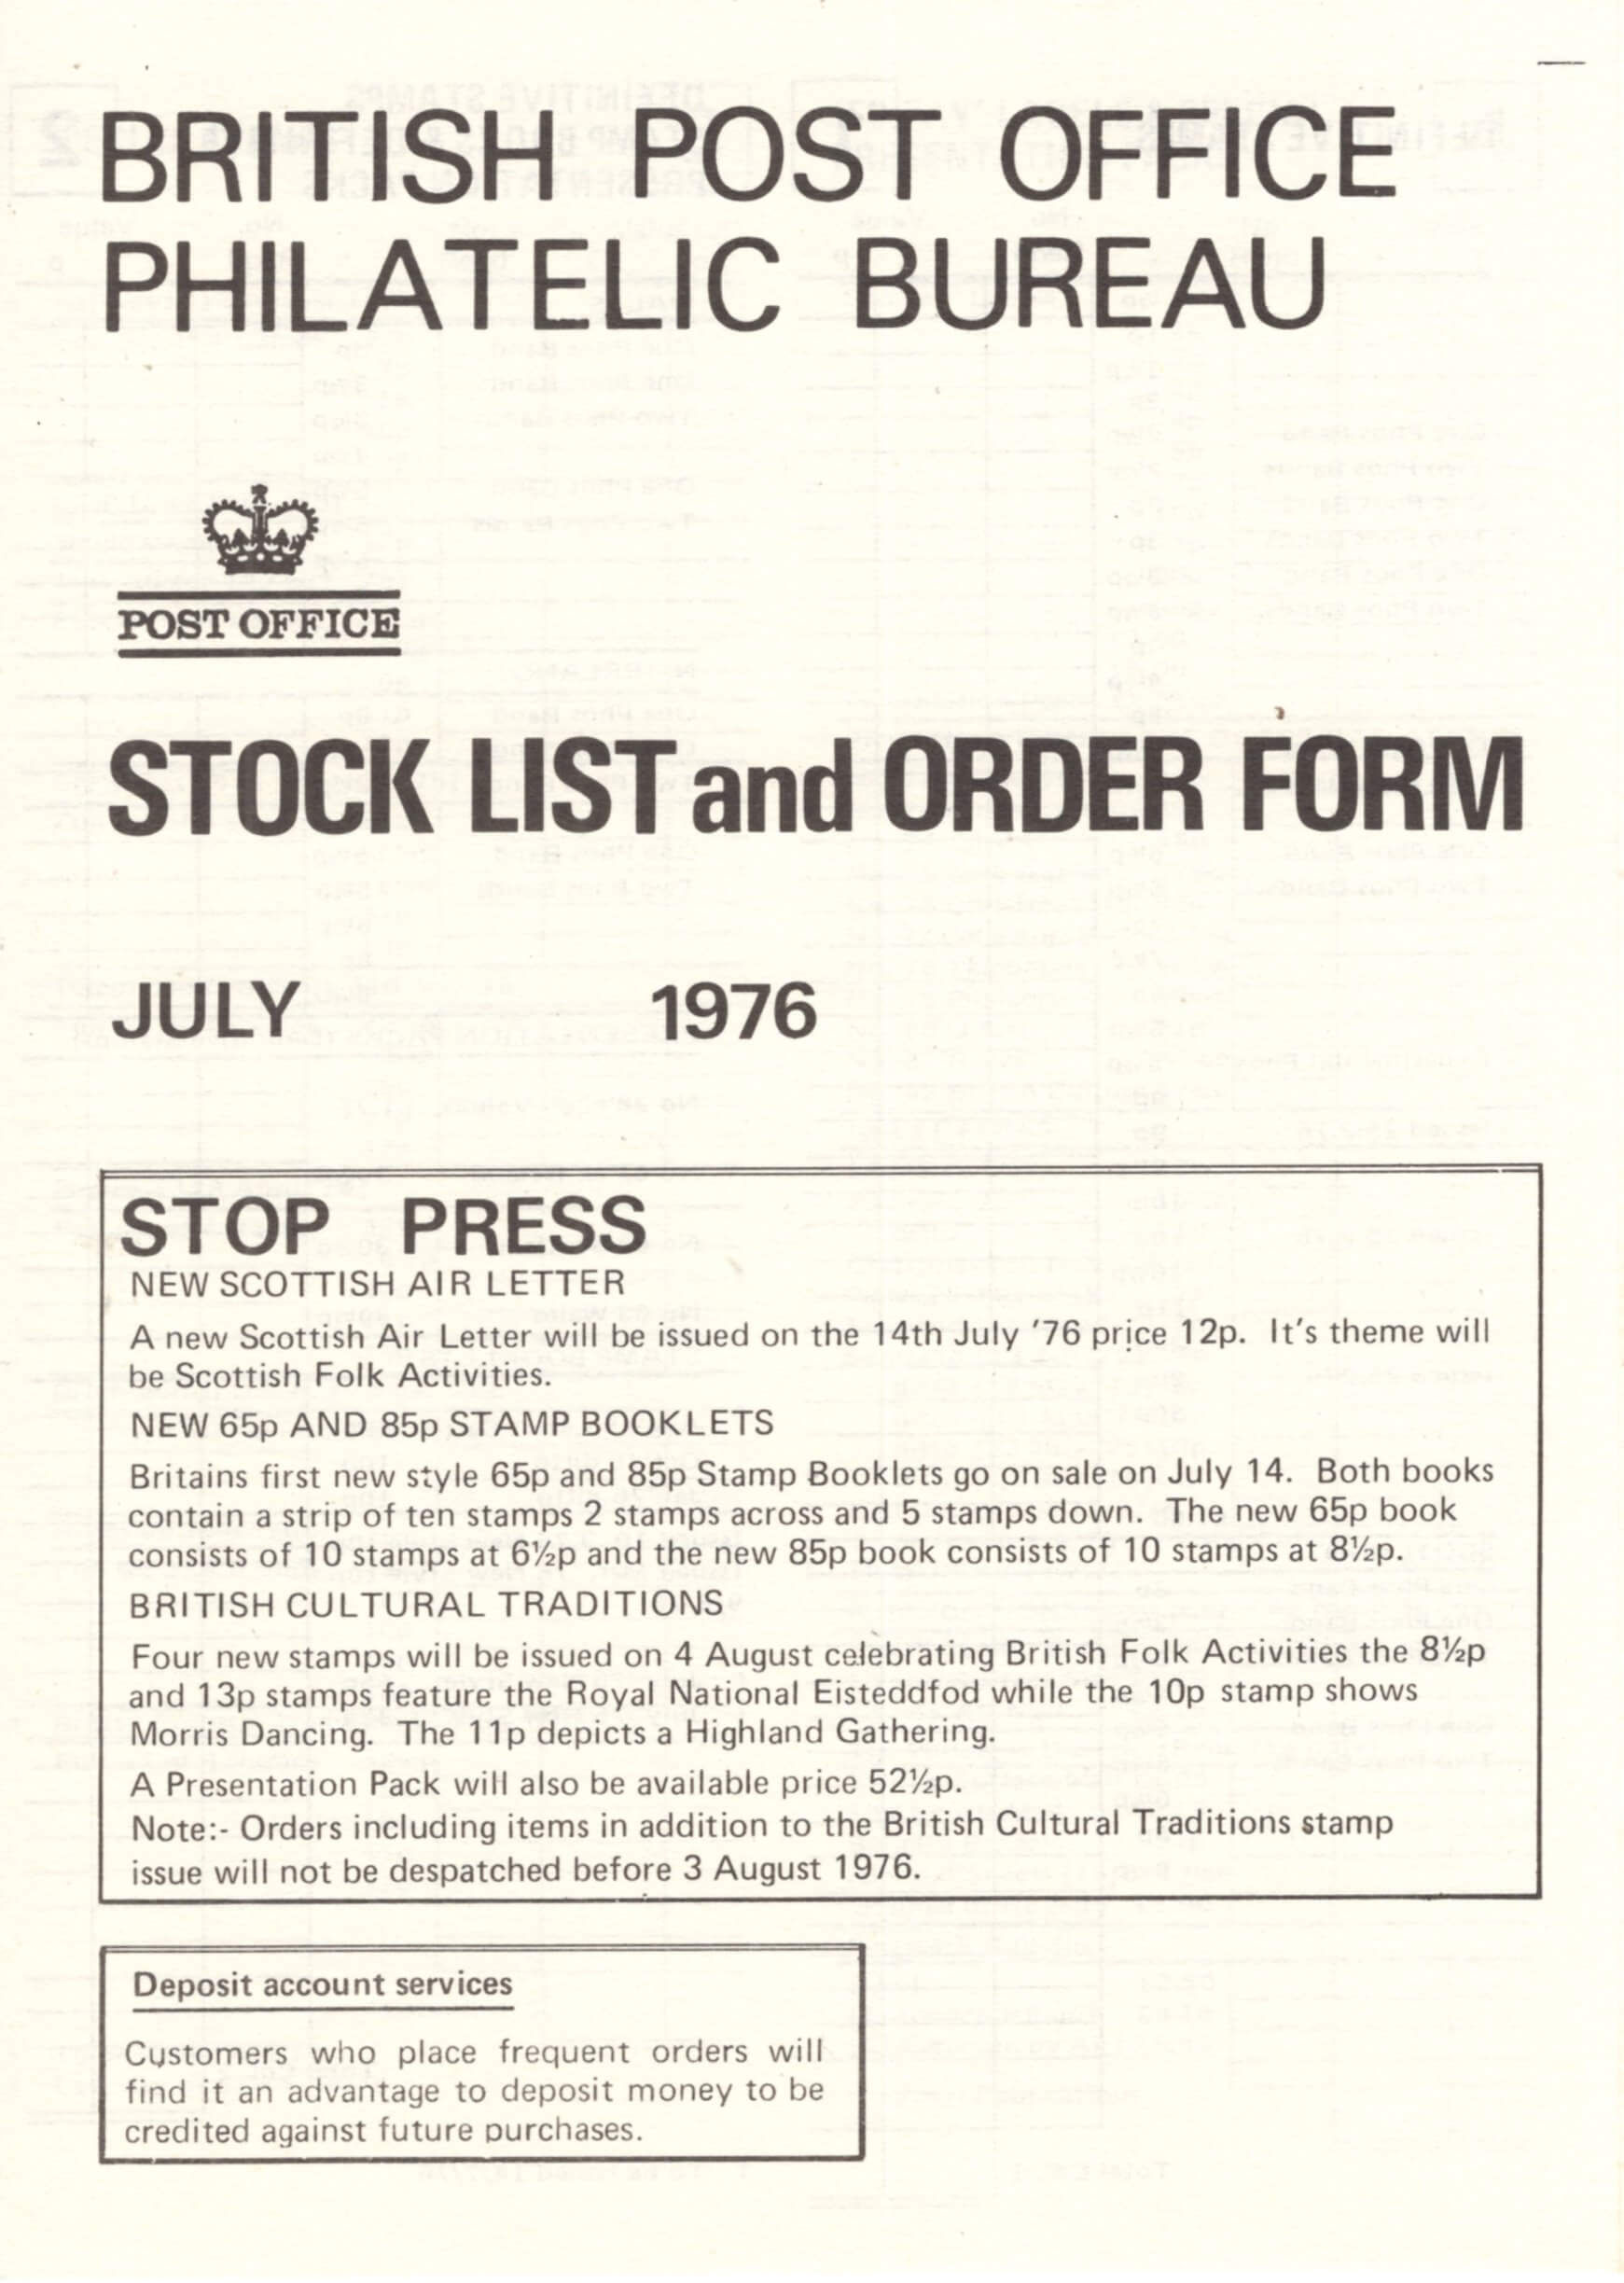 BRITISH POST OFFICE
PHILATELIC BUREAU
POST OFFICE
STOCK LIST and ORDER FORM
JULY 1976
STOP PRESS
NEW SCOTTISH AIR LETTER
A new Scottish Air Letter will be issued on the 14th July '76 price 12p. It's theme will
be Scottish Folk Activities.
NEW 65p AND 85p STAMP BOOKLETS
Britains first new style 65p and 85p Stamp Booklets go on sale on July 14. Both books
contain a strip of ten stamps 2 stamps across and 5 stamps down. The new 65p book
consists of 10 stamps at 6½p and the new 85p book consists of 10 stamps at 8½p.
BRITISH CULTURAL TRADITIONS
Four new stamps will be issued on 4 August celebrating British Folk Activities the 8½p
and 13p stamps feature the Royal National Eisteddfod while the 10p stamp shows
Morris Dancing. The 11p depicts a Highland Gathering.
A Presentation Pack will also be available price 52½p.
Note:- Orders including items in addition to the British Cultural Traditions stamp
issue will not be despatched before 3 August 1976.
Deposit account services
Customers who place frequent orders will
find it an advantage to deposit money to be
credited against future purchases.